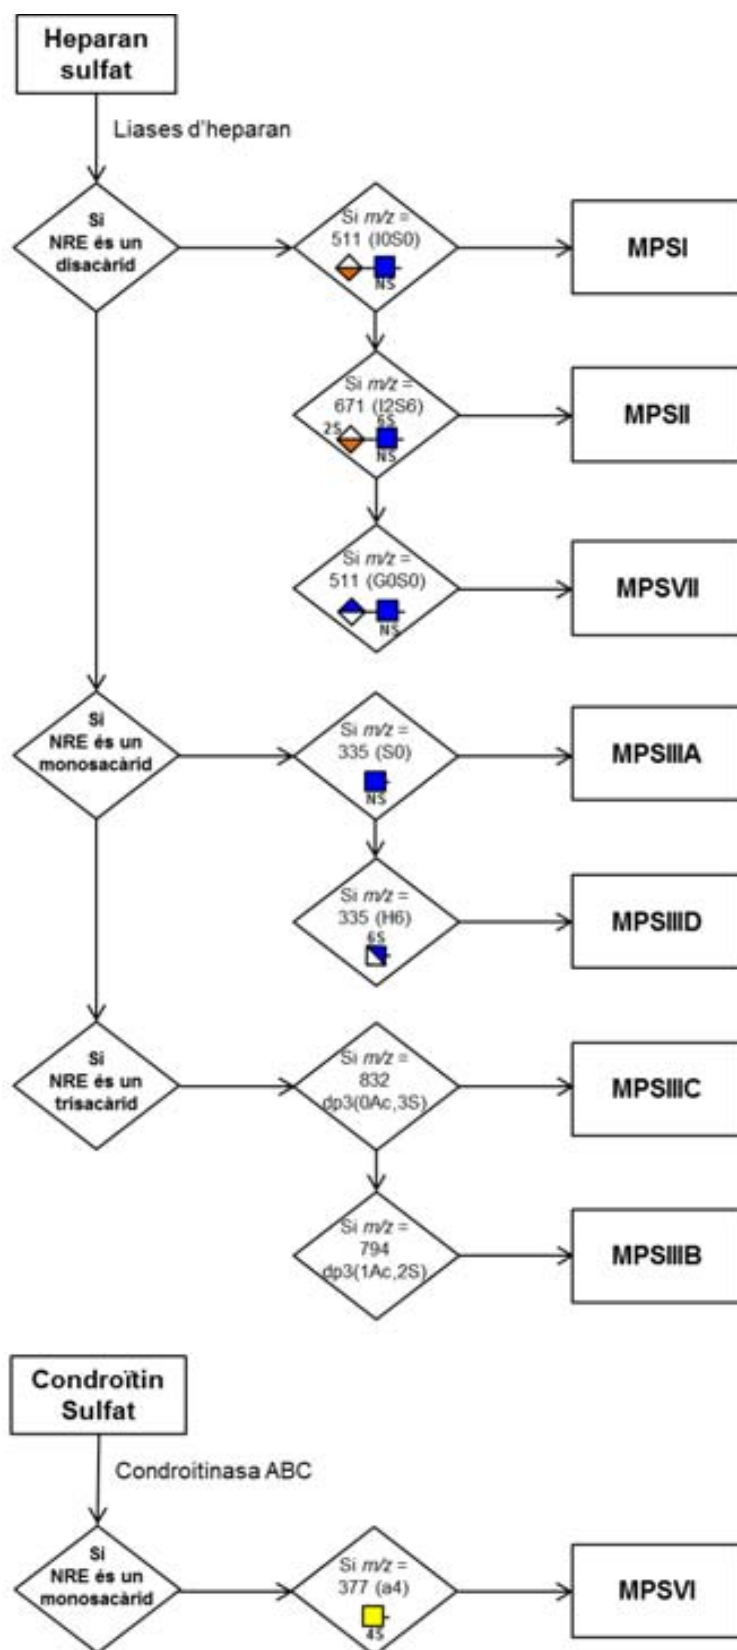 Heparan
sulfat
Liases d'heparan
Si
NRE és un
disacàrid
Si m/z =
511 (I0S0)
NS
MPSI
Si m/z =
671 (I2S6)
2S
6S
NS
MPSII
Si m/z =
511 (G0S0)
NS
MPSVII
Si
NRE és un
monosacàrid
Si m/z =
335 (S0)
NS
MPSIIIA
Si m/z =
335 (H6)
6S
MPSIIID
Si
NRE és un
trisacàrid
Si m/z =
832
dp3(0Ac,3S)
MPSIIIC
Si m/z =
794
dp3(1Ac,2S)
MPSIIIB
Condroïtin
Sulfat
Condroitinasa ABC
Si
NRE és un
monosacàrid
Si m/z =
377 (a4)
4S
MPSVI